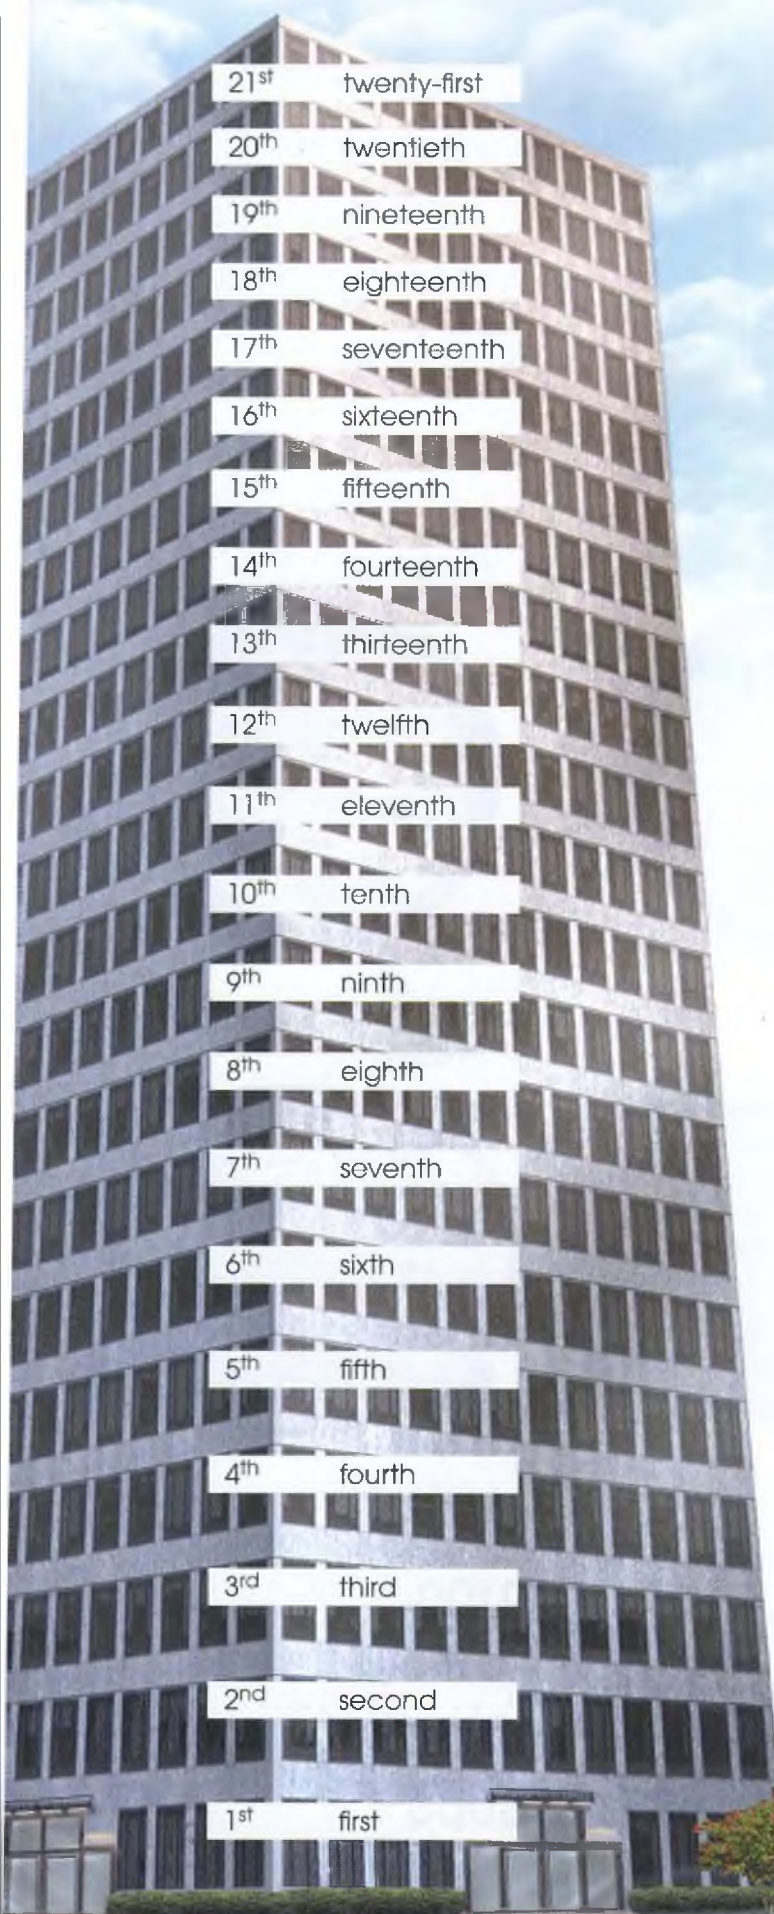 21st twenty-first
20th twentieth
19th nineteenth
18th eighteenth
17th seventeenth
16th sixteenth
15th fifteenth
14th fourteenth
13th thirteenth
12th twelfth
11th eleventh
10th tenth
9th ninth
8th eighth
7th seventh
6th sixth
5th fifth
4th fourth
3rd third
2nd second
1st first